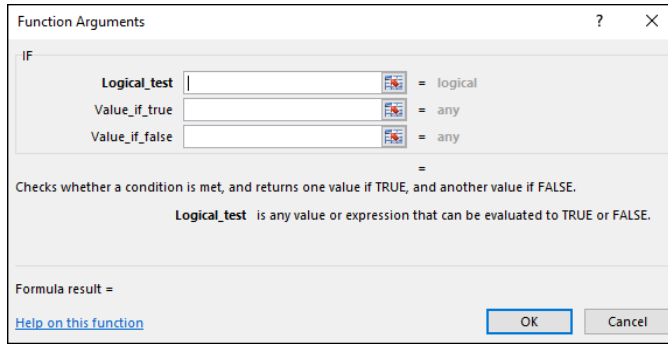 Function Arguments ? ×
IF
Logical_test = logical
Value_if_true = any
Value_if_false = any
=
Checks whether a condition is met, and returns one value if TRUE, and another value if FALSE.
Logical_test is any value or expression that can be evaluated to TRUE or FALSE.
Formula result =
Help on this function OK Cancel